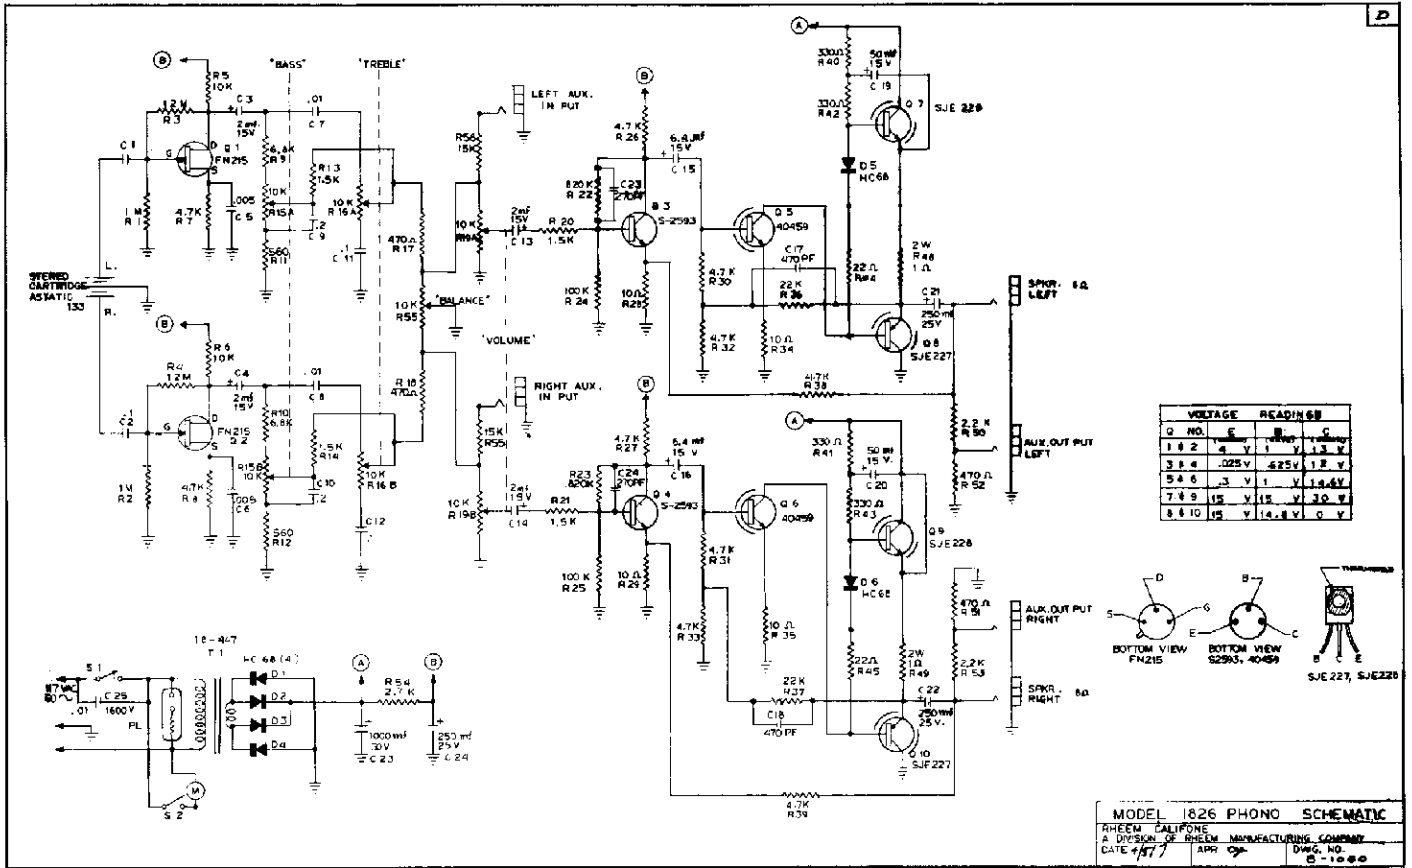 D
A
B
"BASS"
"TREBLE"
LEFT AUX.
IN PUT
R5
10K
1.2M
R3
C3
2mf.
15V
.01
C7
C1
D
G
S
Q1
FN215
1M
R1
4.7K
R7
.005
C5
6.8K
R9
10K
R15A
560
R11
R13
1.5K
.2
C9
10K
R16A
.1
C11
470Ω
R17
R56
15K
10K
R19A
2mf
15V
C13
R20
1.5K
820K
R22
C23
270PF
100K
R24
B
4.7K
R26
6.4mf
15V
C15
B3
S-2593
10Ω
R28
4.7K
R30
4.7K
R32
Q5
40459
C17
470PF
22K
R36
10Ω
R34
330Ω
R40
50mf
15V
C19
330Ω
R42
Q7
SJE 228
D5
HC68
22Ω
R44
2W
R48
1Ω
C21
250mf
25V
Q8
SJE227
SPKR. 8Ω
LEFT
4.7K
R38
2.2K
R50
AUX.OUT PUT
LEFT
470Ω
R52
STEREO
CARTRIDGE
ASTATIC
133
L.
R.
B
R6
10K
R4
1.2M
C4
2mf
15V
.01
C8
.1
C2
D
G
S
FN215
Q2
1M
R2
4.7K
R8
.005
C6
R10
6.8K
R15B
10K
560
R12
1.5K
R14
C10
.2
10K
R16B
C12
10K
R55
"BALANCE"
R18
470Ω
"VOLUME"
RIGHT AUX.
IN PUT
15K
R55
10K
R19B
2mf
15V
C14
R21
1.5K
R23
820K
C24
270PF
100K
R25
B
4.7K
R27
6.4mf
15V
C16
Q4
S-2593
10Ω
R29
4.7K
R31
4.7K
R33
Q6
40459
10Ω
R35
A
330Ω
R41
50mf
15V.
C20
330Ω
R43
Q9
SJE228
D6
HC68
22Ω
R45
2W
1Ω
R49
22K
R37
C18
470PF
C22
250mf
25V.
Q10
SJE227
470Ω
R51
AUX.OUT PUT
RIGHT
2.2K
R53
SPKR. 8Ω
RIGHT
4.7K
R39
VOLTAGE READINGS
Q NO. E B C
1 & 2 .4 V 1 V 13 V
3 & 4 .025V .625V 12 V
5 & 6 .3 V 1 V 14.6V
7 & 9 15 V 15 V 30 V
8 & 10 15 V 14.8V 0 V
D
S
G
BOTTOM VIEW
FN215
B
E
C
BOTTOM VIEW
S2593, 40459
B C E
SJE227, SJE228
18-447
T1
HC68(4)
D1
D2
D3
D4
S1
117VAC
60
.01
C25
1600V
PL
M
S2
A
B
R54
2.7K
1000mf
30V
C23
250mf
25V
C24
MODEL 1826 PHONO SCHEMATIC
RHEEM CALIFONE
A DIVISION OF RHEEM MANUFACTURING COMPANY
DATE
APR
DWG. NO.
B-1080